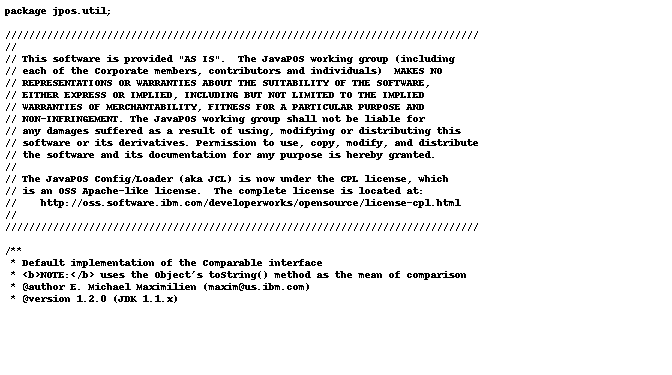 package jpos.util;

///////////////////////////////////////////////////////////////////////////////
//
// This software is provided "AS IS".  The JavaPOS working group (including
// each of the Corporate members, contributors and individuals)  MAKES NO
// REPRESENTATIONS OR WARRANTIES ABOUT THE SUITABILITY OF THE SOFTWARE,
// EITHER EXPRESS OR IMPLIED, INCLUDING BUT NOT LIMITED TO THE IMPLIED
// WARRANTIES OF MERCHANTABILITY, FITNESS FOR A PARTICULAR PURPOSE AND
// NON-INFRINGEMENT. The JavaPOS working group shall not be liable for
// any damages suffered as a result of using, modifying or distributing this
// software or its derivatives. Permission to use, copy, modify, and distribute
// the software and its documentation for any purpose is hereby granted.
//
// The JavaPOS Config/Loader (aka JCL) is now under the CPL license, which
// is an OSS Apache-like license.  The complete license is located at:
//    http://oss.software.ibm.com/developerworks/opensource/license-cpl.html
//
///////////////////////////////////////////////////////////////////////////////

/**
 * Default implementation of the Comparable interface
 * <b>NOTE:</b> uses the Object's toString() method as the mean of comparison
 * @author E. Michael Maximilien (maxim@us.ibm.com)
 * @version 1.2.0 (JDK 1.1.x)